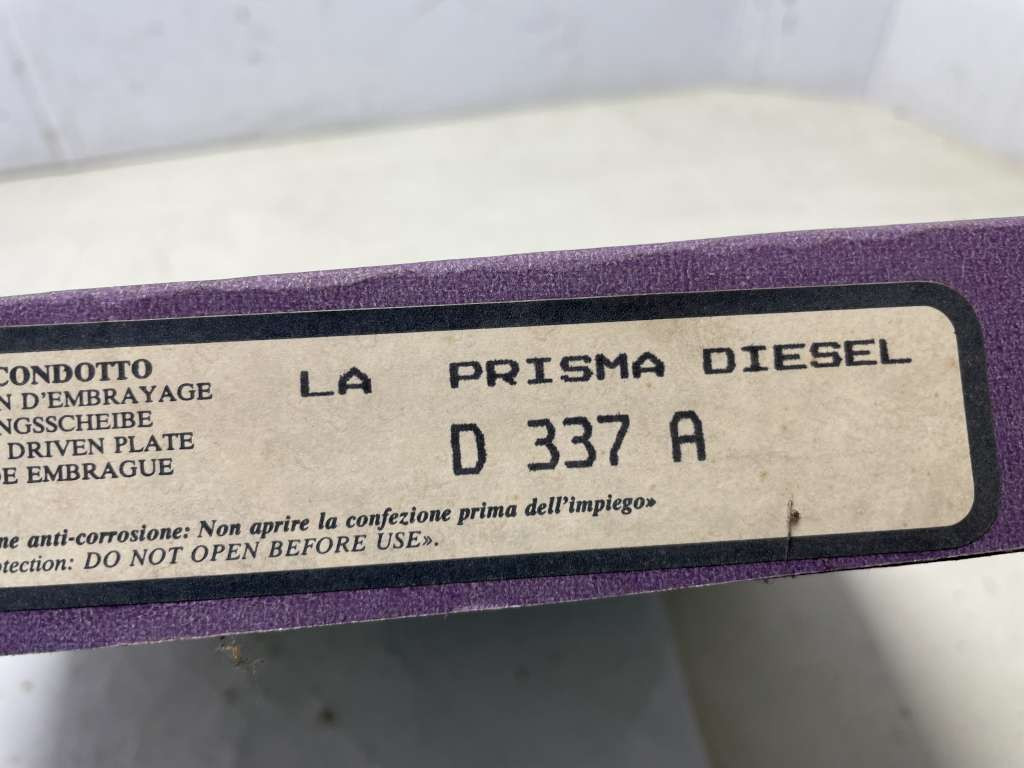 CONDOTTO
N D'EMBRAYAGE
NGSSCHEIBE
DRIVEN PLATE
DE EMBRAGUE
LA PRISMA DIESEL
D 337 A
ne anti-corrosione: Non aprire la confezione prima dell'impiego»
otection: DO NOT OPEN BEFORE USE».